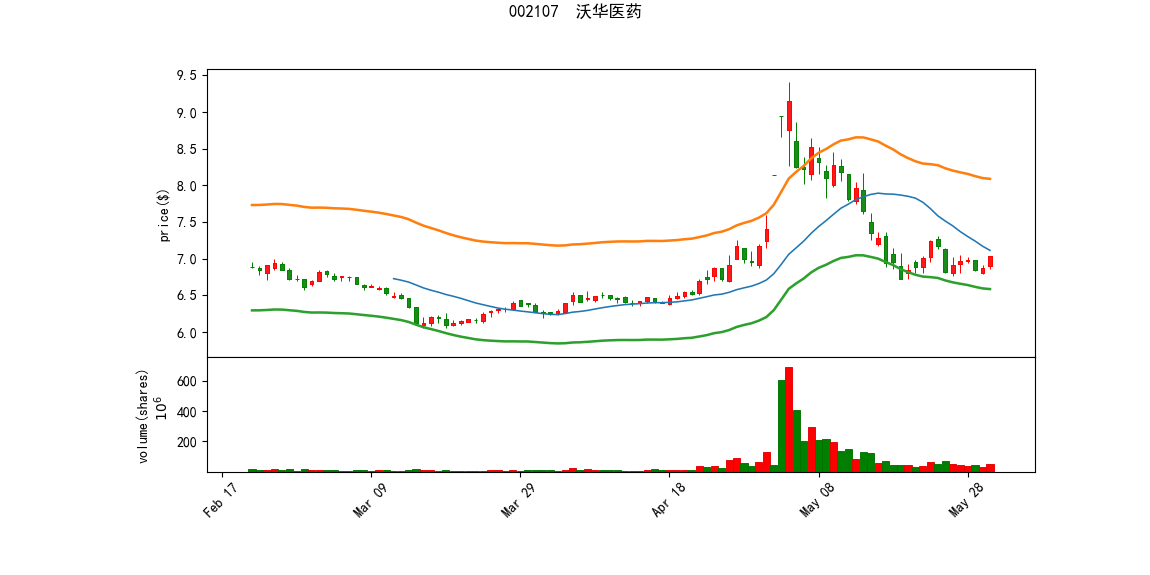 002107 沃华医药
9.5
9.0
8.5
8.0
7.5
7.0
6.5
6.0
price($)
600
400
200
volume(shares)
10^6
Feb 17
Mar 09
Mar 29
Apr 18
May 08
May 28